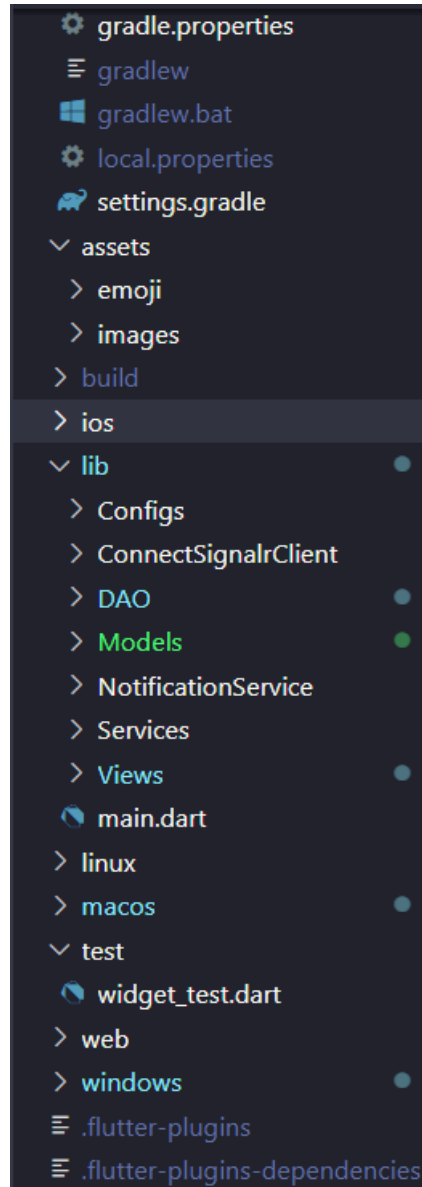 gradle.properties
gradlew
gradlew.bat
local.properties
settings.gradle
assets
emoji
images
build
ios
lib
Configs
ConnectSignalrClient
DAO
Models
NotificationService
Services
Views
main.dart
linux
macos
test
widget_test.dart
web
windows
.flutter-plugins
.flutter-plugins-dependencies